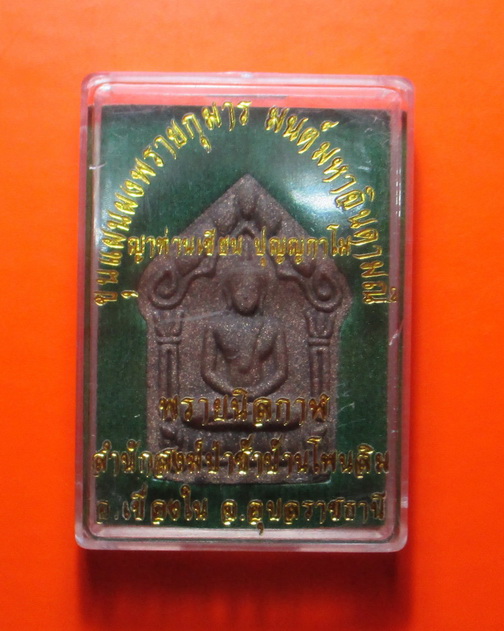 ขุนแผนผงพรายกุมาร มนต์มหาจินดามณี
ญาท่านเขียน ปุญญกาโม
พรายนิลกาฬ
สำนักสงฆ์ป่าช้าบ้านโพนสิม
อ.เขื่องใน จ.อุบลราชธานี